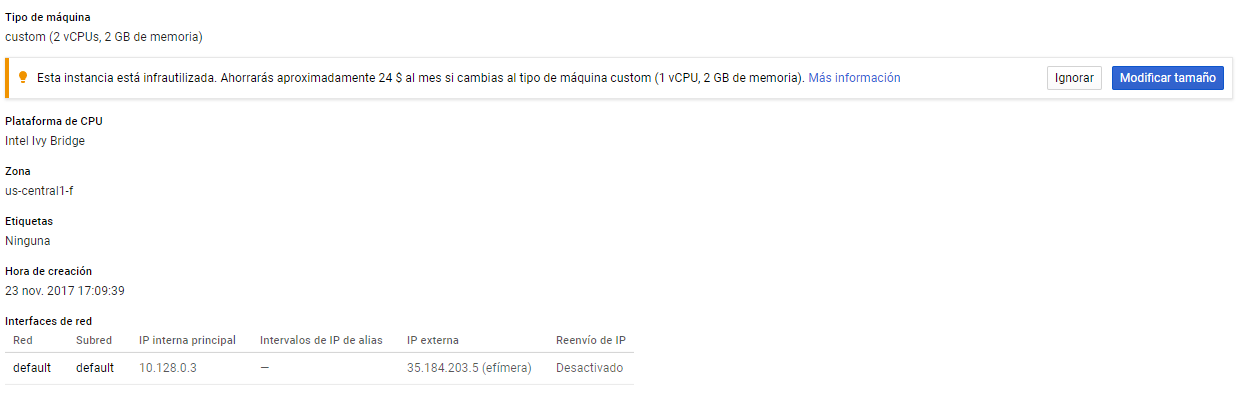 Tipo de máquina
custom (2 vCPUs, 2 GB de memoria)
Esta instancia está infrautilizada. Ahorrarás aproximadamente 24 $ al mes si cambias al tipo de máquina custom (1 vCPU, 2 GB de memoria). Más información Ignorar Modificar tamaño
Plataforma de CPU
Intel Ivy Bridge
Zona
us-central1-f
Etiquetas
Ninguna
Hora de creación
23 nov. 2017 17:09:39
Interfaces de red
Red Subred IP interna principal Intervalos de IP de alias IP externa Reenvío de IP
default default 10.128.0.3 — 35.184.203.5 (efímera) Desactivado